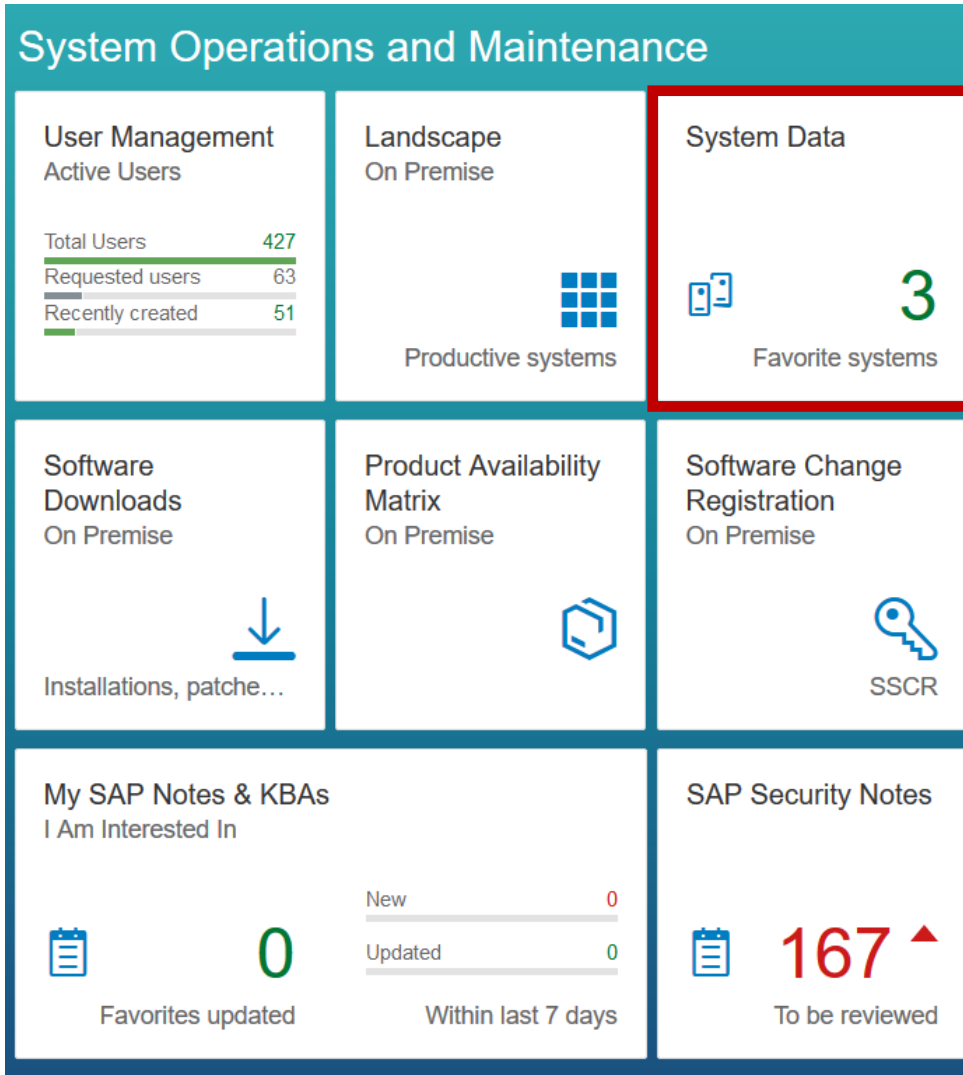 System Operations and Maintenance
User Management
Active Users
Total Users 427
Requested users 63
Recently created 51
Landscape
On Premise
Productive systems
System Data
3
Favorite systems
Software
Downloads
On Premise
Installations, patche...
Product Availability
Matrix
On Premise
Software Change
Registration
On Premise
SSCR
My SAP Notes & KBAs
I Am Interested In
0
Favorites updated
New 0
Updated 0
Within last 7 days
SAP Security Notes
167
To be reviewed